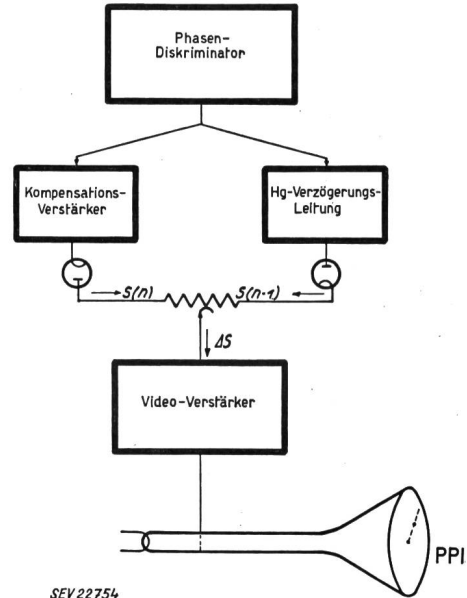 Phasen-
Diskriminator
Kompensations-
Verstärker
Hg-Verzögerungs-
Leitung
S(n)
S(n-1)
ΔS
Video-Verstärker
PPI
SEV 22754